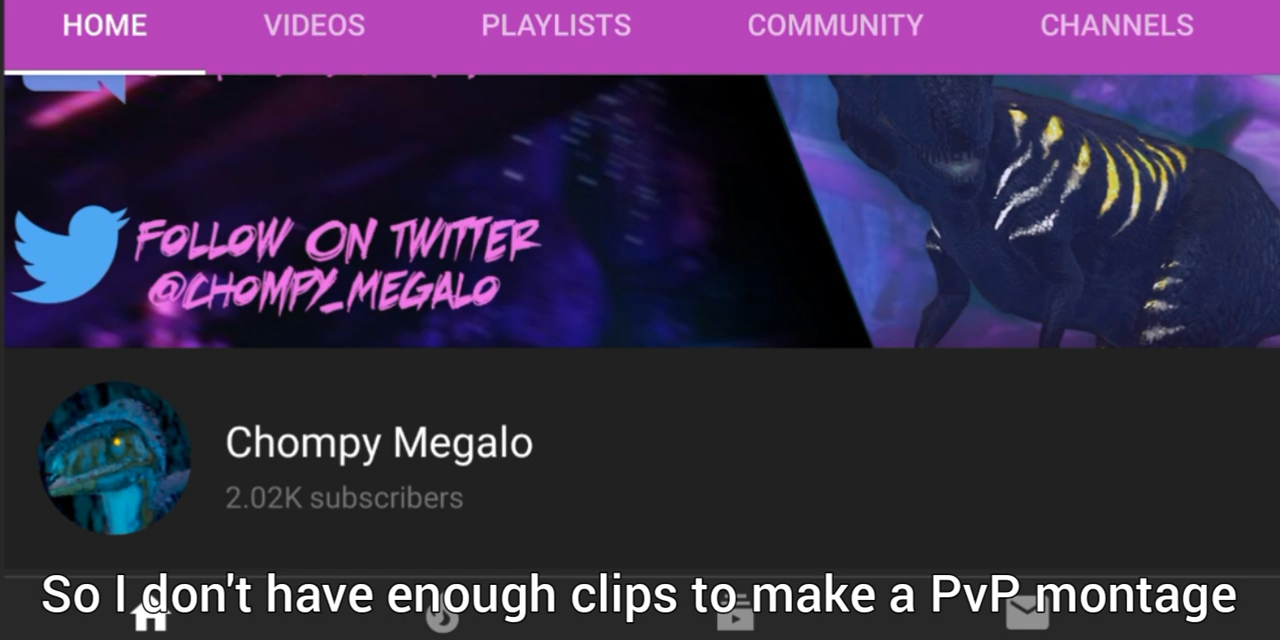 HOME VIDEOS PLAYLISTS COMMUNITY CHANNELS
FOLLOW ON TWITTER
@CHOMPY_MEGALO
Chompy Megalo
2.02K subscribers
So I don't have enough clips to make a PvP montage